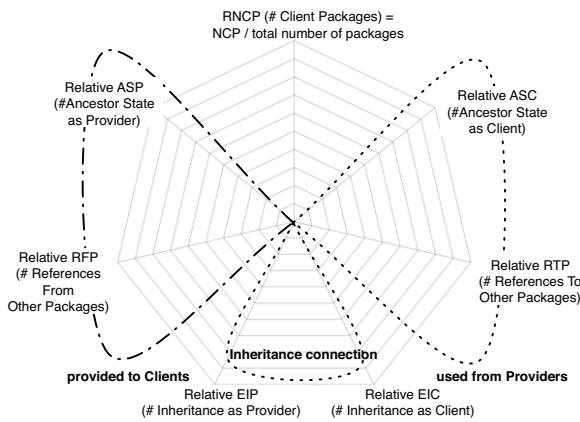 RNCP (# Client Packages) =
NCP / total number of packages
Relative ASP
(#Ancestor State
as Provider)
Relative ASC
(#Ancestor State
as Client)
Relative RFP
(# References
From
Other Packages)
Relative RTP
(# References To
Other Packages)
Inheritance connection
provided to Clients
used from Providers
Relative EIP
(# Inheritance as Provider)
Relative EIC
(# Inheritance as Client)